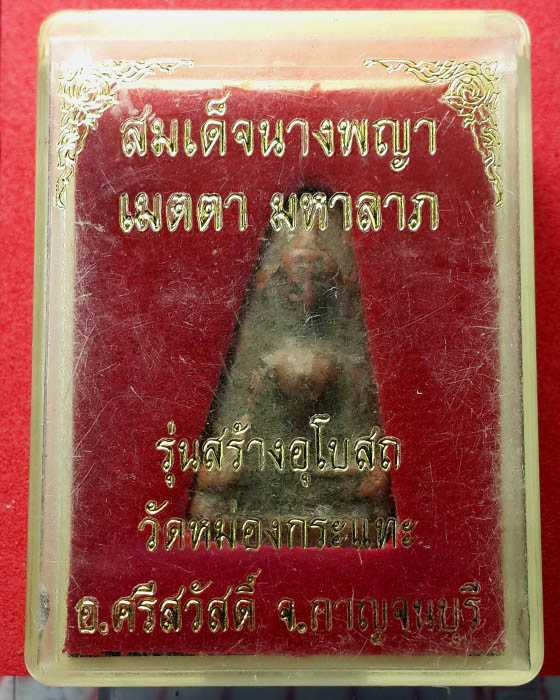 สมเด็จนางพญา
เมตตา มหาลาภ
รุ่นสร้างอุโบสถ
วัดหม่องกระแทะ
อ.ศรีสวัสดิ์ จ.กาญจนบุรี